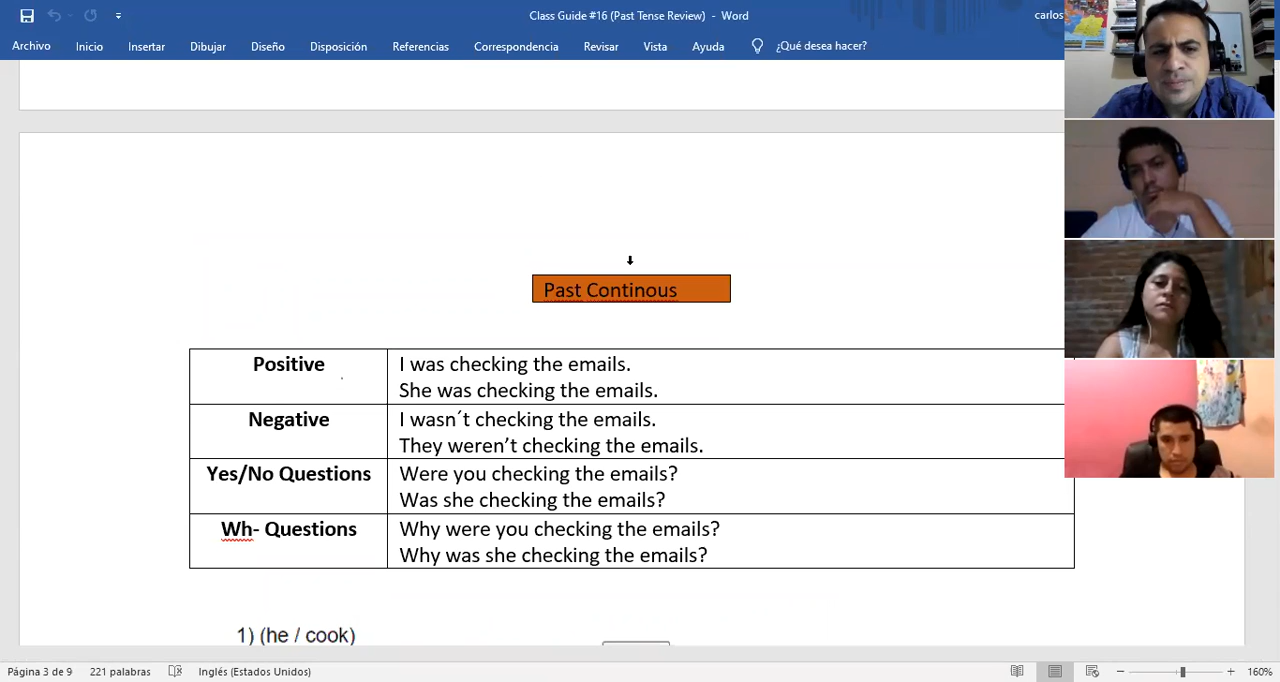 Class Guide #16 (Past Tense Review) - Word
carlos
Archivo Inicio Insertar Dibujar Diseño Disposición Referencias Correspondencia Revisar Vista Ayuda ¿Qué desea hacer?
Past Continous
Positive
I was checking the emails.
She was checking the emails.
Negative
I wasn´t checking the emails.
They weren’t checking the emails.
Yes/No Questions
Were you checking the emails?
Was she checking the emails?
Wh- Questions
Why were you checking the emails?
Why was she checking the emails?
1) (he / cook)
Página 3 de 9 221 palabras Inglés (Estados Unidos) 160%